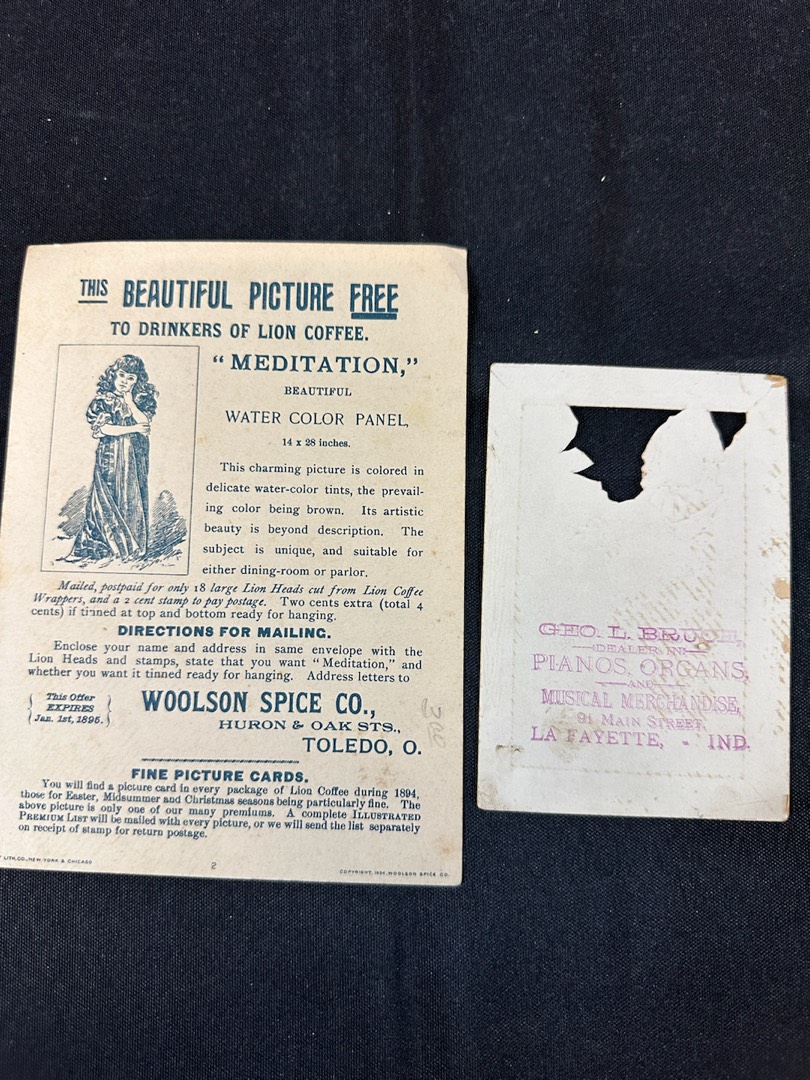 THIS BEAUTIFUL PICTURE FREE
TO DRINKERS OF LION COFFEE.
"MEDITATION,"
BEAUTIFUL
WATER COLOR PANEL,
14 x 28 inches.
This charming picture is colored in
delicate water-color tints, the prevail-
ing color being brown. Its artistic
beauty is beyond description. The
subject is unique, and suitable for
either dining-room or parlor.
Mailed, postpaid for only 18 large Lion Heads cut from Lion Coffee
Wrappers, and a 2 cent stamp to pay postage. Two cents extra (total 4
cents) if tinned at top and bottom ready for hanging.
DIRECTIONS FOR MAILING.
Enclose your name and address in same envelope with the
Lion Heads and stamps, state that you want "Meditation," and
whether you want it tinned ready for hanging. Address letters to
This Offer
EXPIRES
Jan. 1st, 1895.
WOOLSON SPICE CO.,
HURON & OAK STS.,
TOLEDO, O.
FINE PICTURE CARDS.
You will find a picture card in every package of Lion Coffee during 1894,
those for Easter, Midsummer and Christmas seasons being particularly fine. The
above picture is only one of our many premiums. A complete ILLUSTRATED
PREMIUM LIST will be mailed with every picture, or we will send the list separately
on receipt of stamp for return postage.
LITH. CO., NEW YORK & CHICAGO
2
COPYRIGHT, 1894, WOOLSON SPICE CO.
GEO. L. BRUCH,
DEALER IN
PIANOS, ORGANS,
AND
MUSICAL MERCHANDISE,
91 MAIN STREET,
LA FAYETTE, - IND.